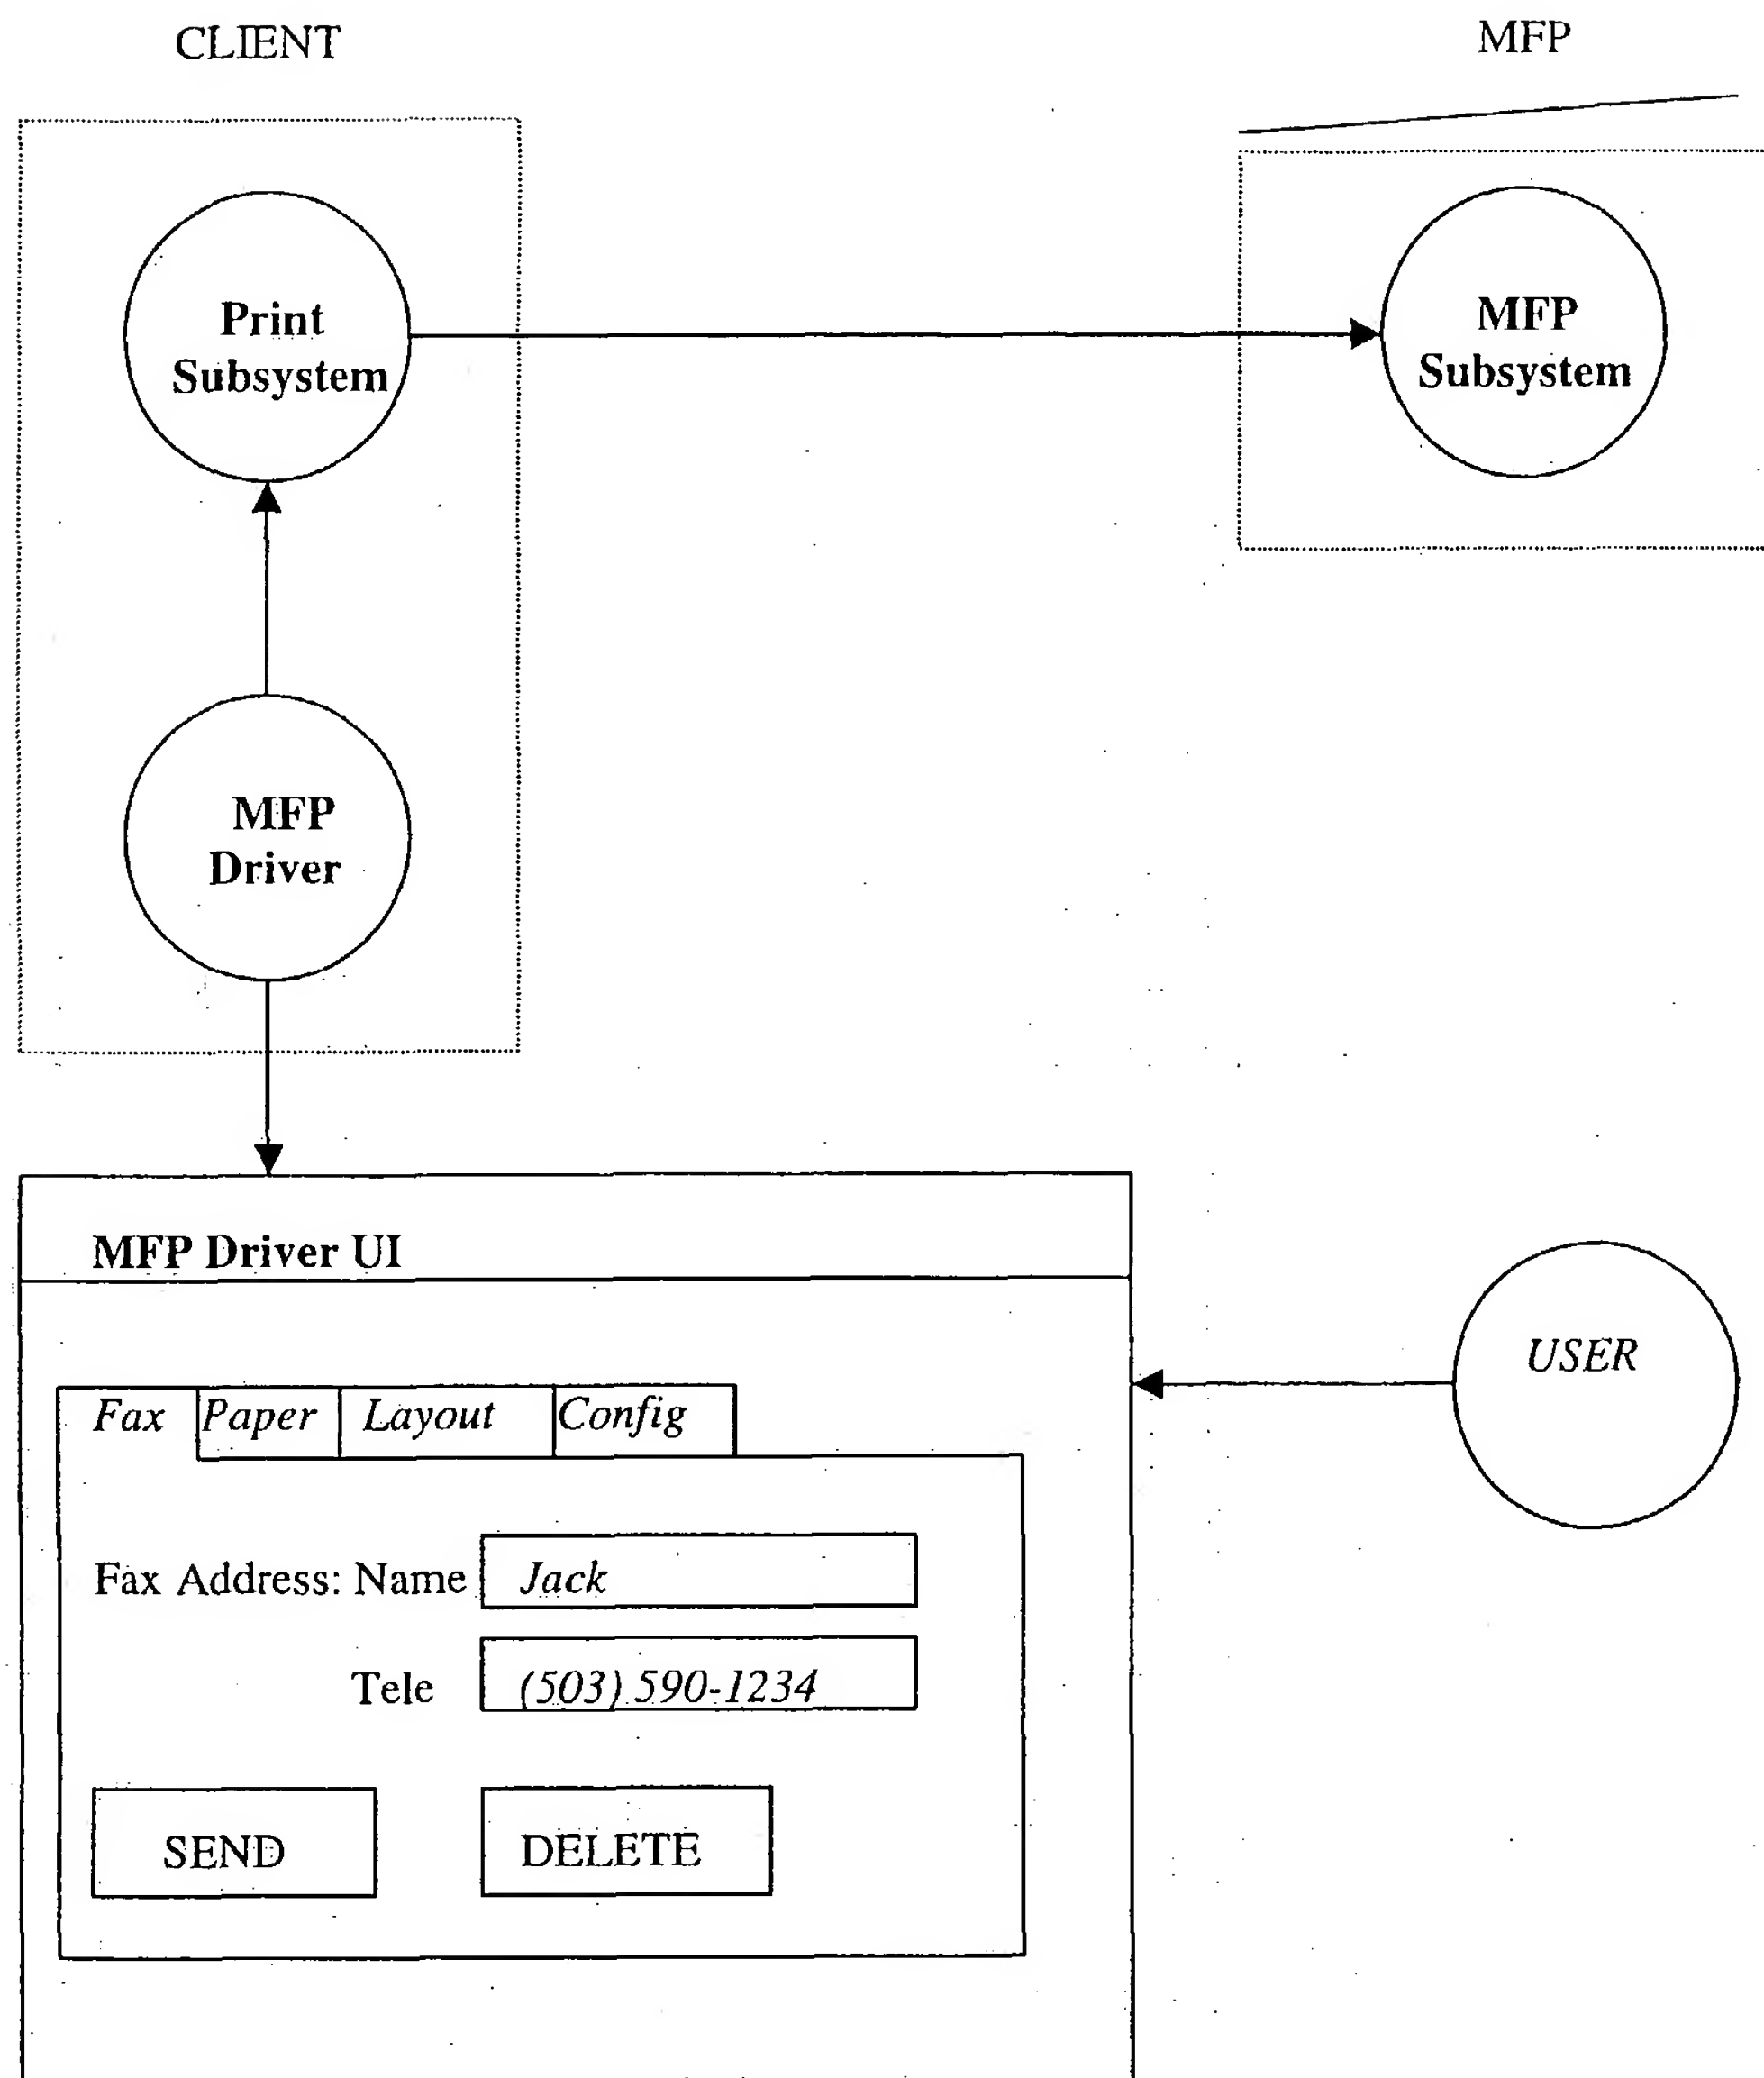 CLIENT
MFP
Print
Subsystem
MFP
Subsystem
MFP
Driver
MFP Driver UI
USER
Fax Paper Layout Config
Fax Address: Name Jack
Tele (503) 590-1234
SEND DELETE